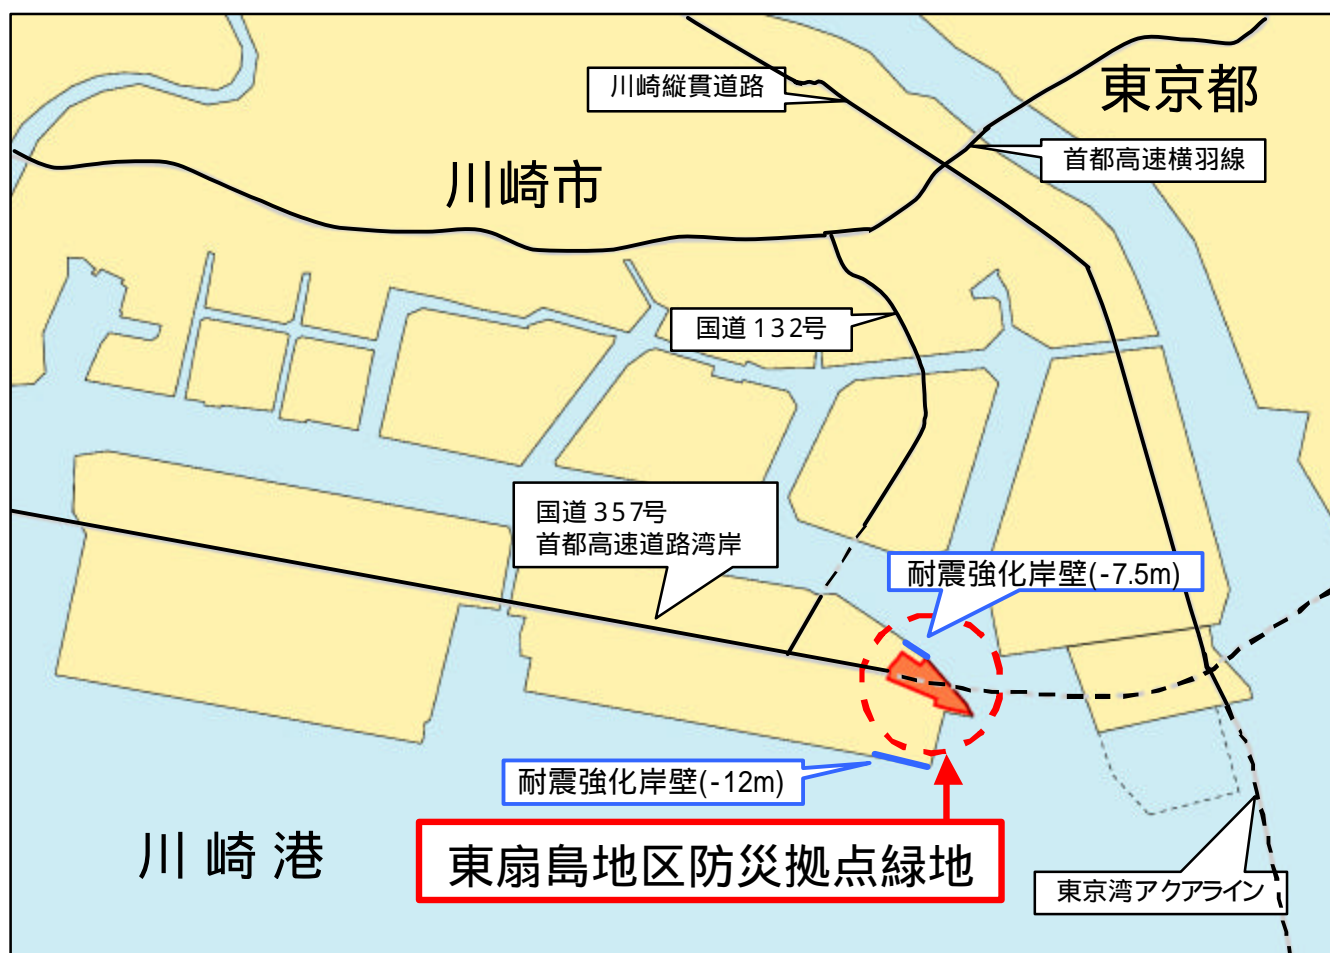 川崎縦貫道路
東京都
首都高速横羽線
川崎市
国道132号
国道357号
首都高速道路湾岸
耐震強化岸壁(-7.5m)
耐震強化岸壁(-12m)
川崎港
東扇島地区防災拠点緑地
東京湾アクアライン